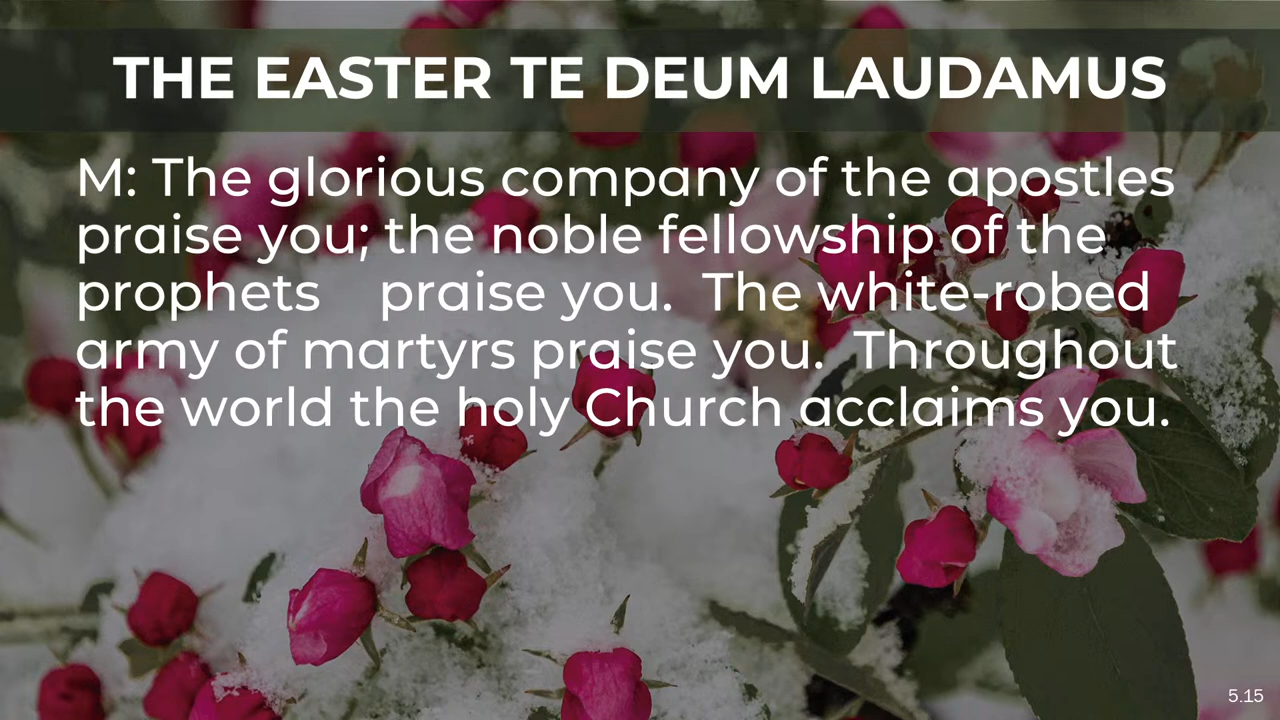 THE EASTER TE DEUM LAUDAMUS
M: The glorious company of the apostles
praise you; the noble fellowship of the
prophets    praise you.  The white-robed
army of martyrs praise you.  Throughout
the world the holy Church acclaims you.
5.15